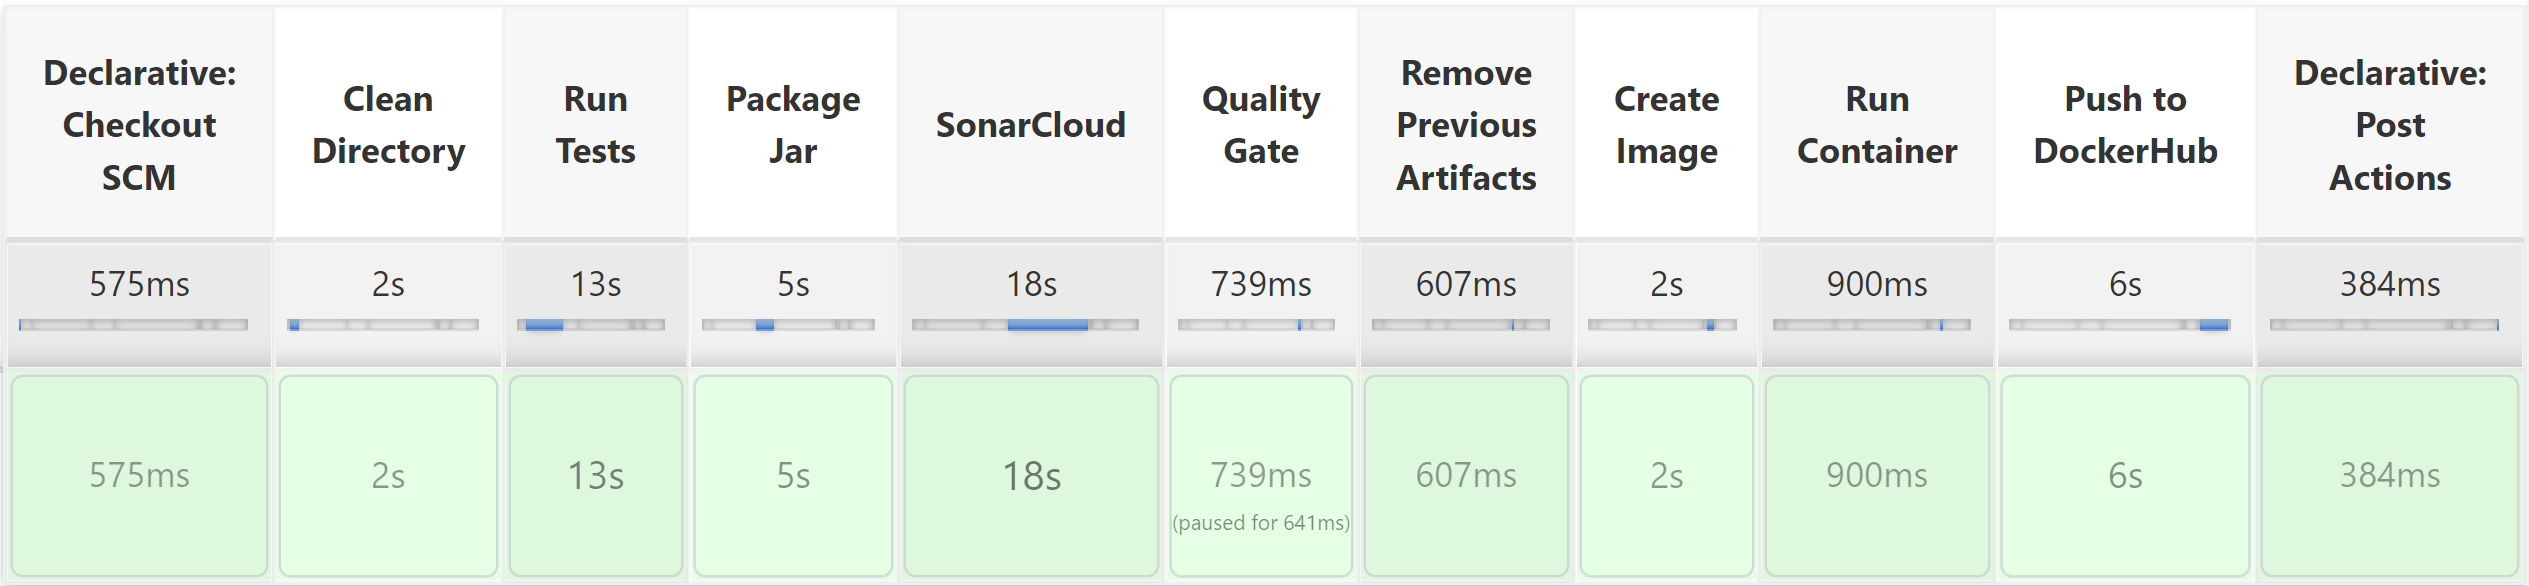 Declarative:
Checkout
SCM
Clean
Directory
Run
Tests
Package
Jar
SonarCloud
Quality
Gate
Remove
Previous
Artifacts
Create
Image
Run
Container
Push to
DockerHub
Declarative:
Post
Actions
575ms
2s
13s
5s
18s
739ms
607ms
2s
900ms
6s
384ms
575ms
2s
13s
5s
18s
739ms
(paused for 641ms)
607ms
2s
900ms
6s
384ms